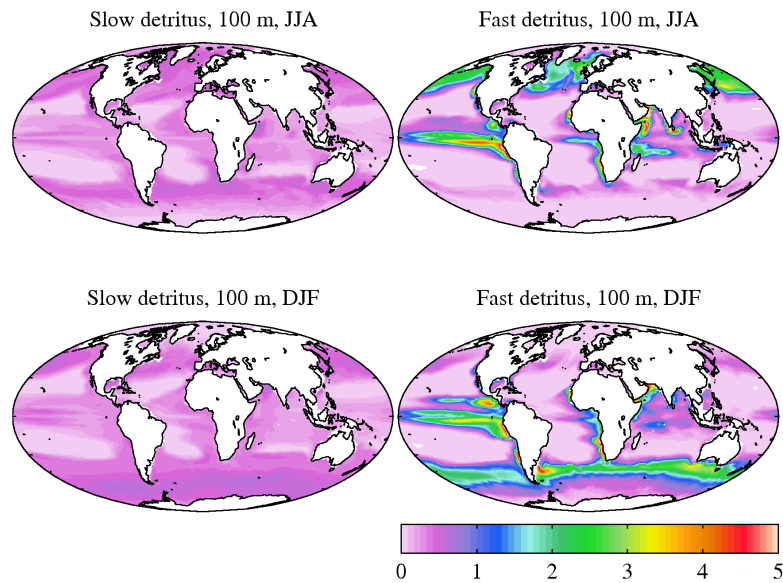 Slow detritus, 100 m, JJA
Fast detritus, 100 m, JJA
Slow detritus, 100 m, DJF
Fast detritus, 100 m, DJF
0 1 2 3 4 5